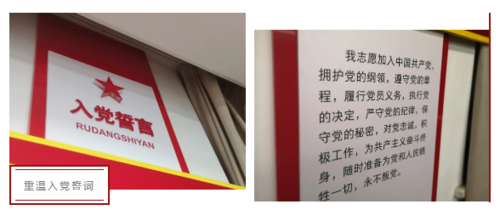 入党誓言
RUDANGSHIYAN
重温入党誓词
我志愿加入中国共产党，
拥护党的纲领，遵守党的章
程，履行党员义务，执行党
的决定，严守党的纪律，保
守党的秘密，对党忠诚，积
极工作，为共产主义奋斗终
身，随时准备为党和人民牺
牲一切，永不叛党。